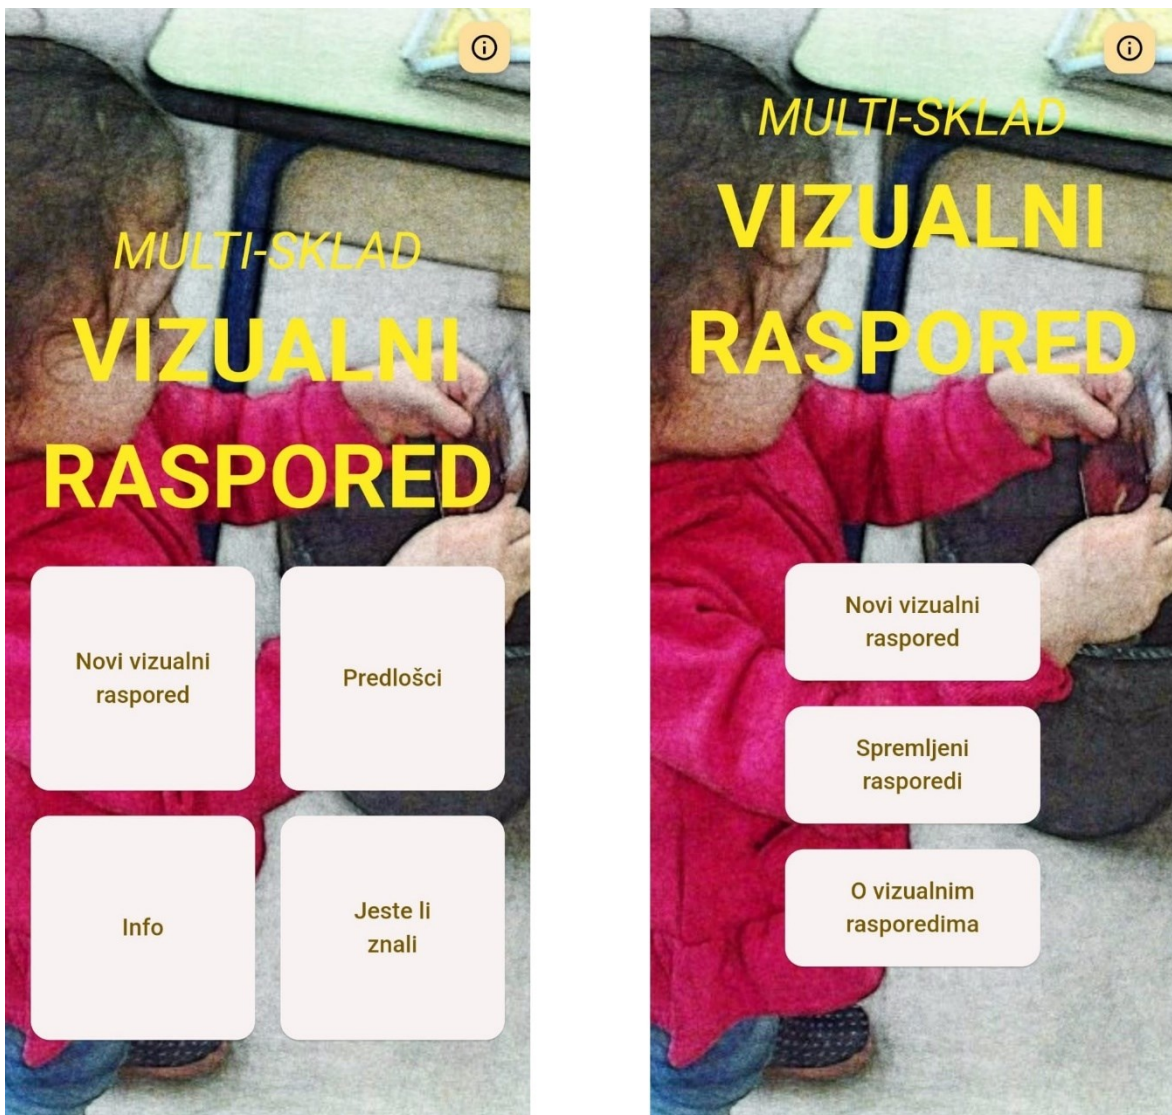 MULTI-SKLAD
VIZUALNI
RASPORED
Novi vizualni
raspored
Predlošci
Info
Jeste li
znali
MULTI-SKLAD
VIZUALNI
RASPORED
Novi vizualni
raspored
Spremljeni
rasporedi
O vizualnim
rasporedima